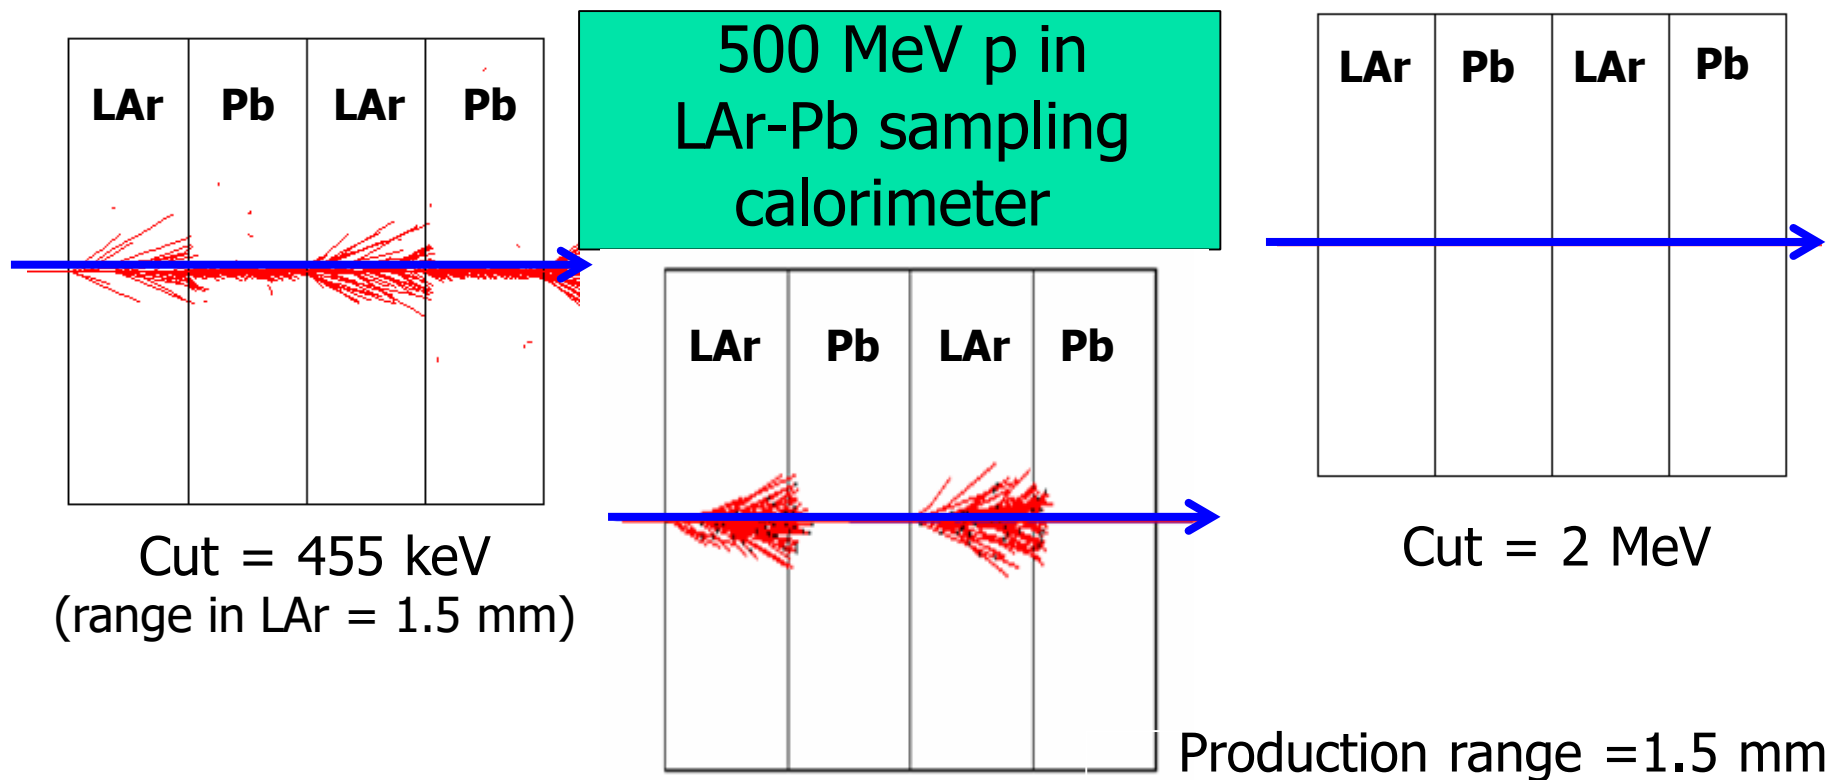 500 MeV p in
LAr-Pb sampling
calorimeter
LAr Pb LAr Pb
Cut = 455 keV
(range in LAr = 1.5 mm)
LAr Pb LAr Pb
Production range =1.5 mm
LAr Pb LAr Pb
Cut = 2 MeV